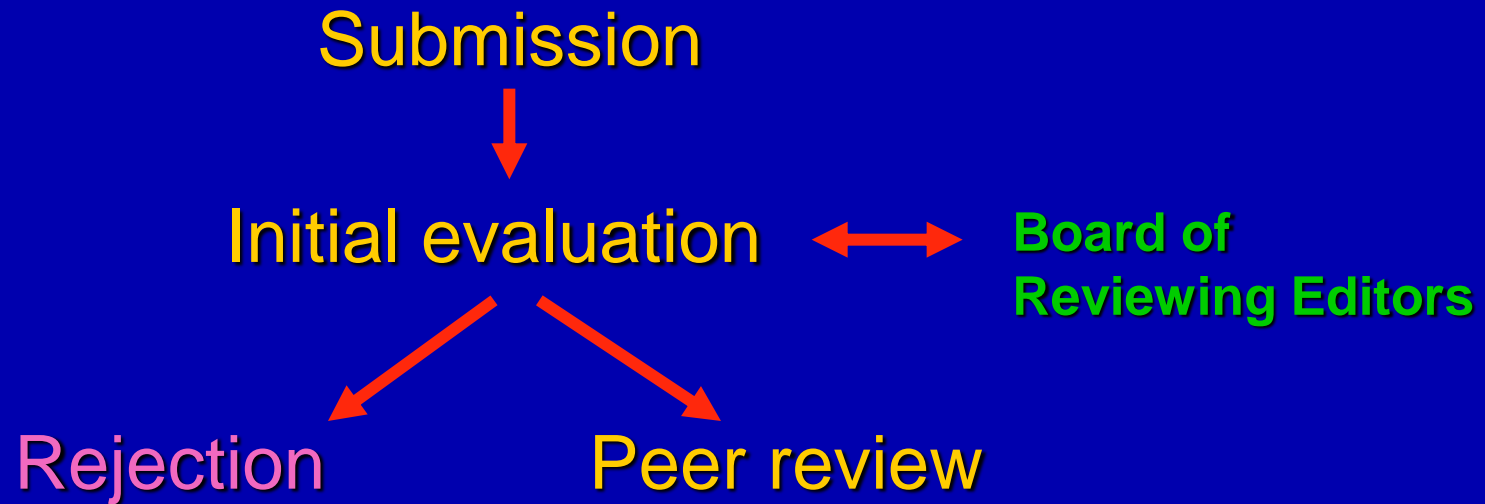 Submission
Initial evaluation
Board of
Reviewing Editors
Rejection
Peer review